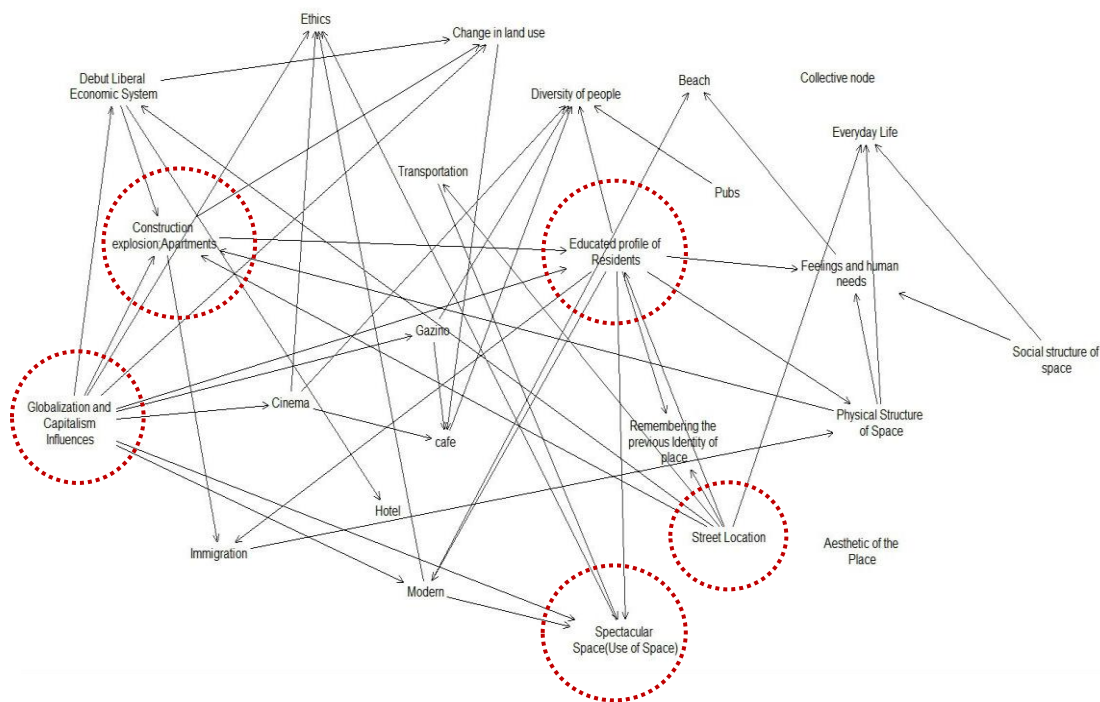 Ethics
Change in land use
Debut Liberal
Economic System
Beach
Collective node
Diversity of people
Everyday Life
Transportation
Pubs
Construction
explosion,Apartments
Educated profile of
Residents
Feelings and human
needs
Gazino
Social structure of
space
Globalization and
Capitalism
Influences
Cinema
cafe
Remembering the
previous Identity of
place
Physical Structure
of Space
Hotel
Street Location
Immigration
Aesthetic of the
Place
Modern
Spectacular
Space(Use of Space)